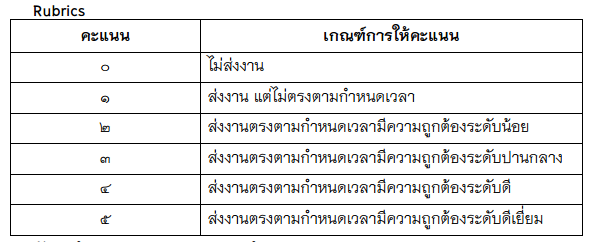 Rubrics
คะแนน เกณฑ์การให้คะแนน
๐ ไม่ส่งงาน
๑ ส่งงาน แต่ไม่ตรงตามกำหนดเวลา
๒ ส่งงานตรงตามกำหนดเวลามีความถูกต้องระดับน้อย
๓ ส่งงานตรงตามกำหนดเวลามีความถูกต้องระดับปานกลาง
๔ ส่งงานตรงตามกำหนดเวลามีความถูกต้องระดับดี
๕ ส่งงานตรงตามกำหนดเวลามีความถูกต้องระดับดีเยี่ยม